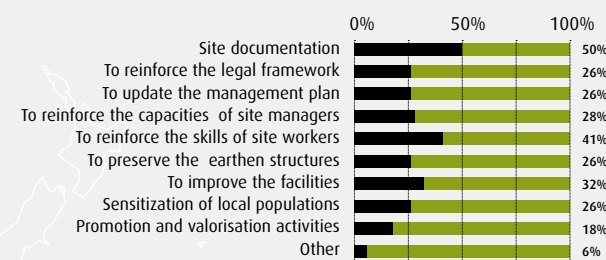 0% 50% 100%
Site documentation 50%
To reinforce the legal framework 26%
To update the management plan 26%
To reinforce the capacities of site managers 28%
To reinforce the skills of site workers 41%
To preserve the earthen structures 26%
To improve the facilities 32%
Sensitization of local populations 26%
Promotion and valorisation activities 18%
Other 6%